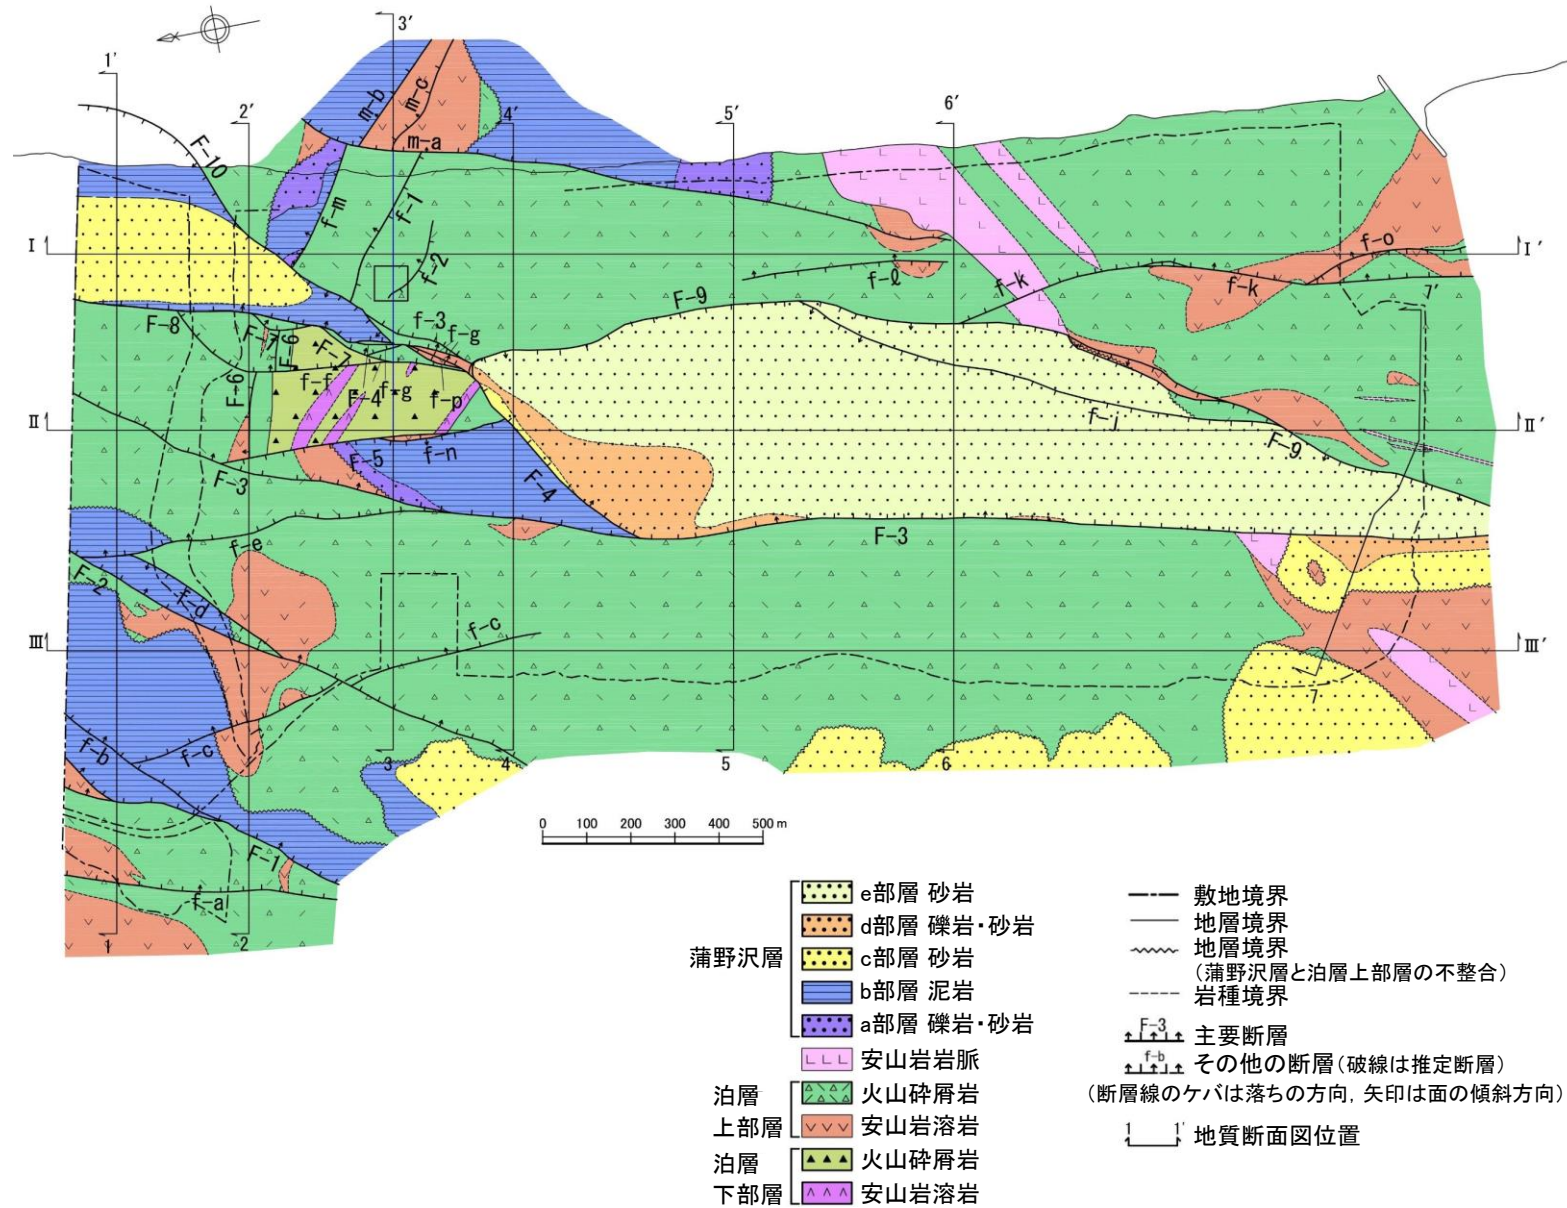 3′
1′
2′
4′
5′
6′
m-b
m-c
m-a
F-10
f-m
f-1
f-2
I
I′
f-o
f-ℓ
f-k
f-k
7′
F-9
F-8
F-7
F-6
F-7
f-3
f-g
f-f
F-4
f-g
f-p
F-6
II
II′
f-j
F-9
F-5
f-n
F-3
F-4
F-3
f-e
F-2
f-d
f-c
III
III′
7
f-b
f-c
3
4
5
6
F-1
f-a
1
2
0 100 200 300 400 500 m
蒲野沢層
e部層 砂岩
d部層 礫岩・砂岩
c部層 砂岩
b部層 泥岩
a部層 礫岩・砂岩
安山岩岩脈
泊層
上部層
火山砕屑岩
安山岩溶岩
泊層
下部層
火山砕屑岩
安山岩溶岩
敷地境界
地層境界
地層境界
(蒲野沢層と泊層上部層の不整合)
岩種境界
F-3 主要断層
f-b その他の断層(破線は推定断層)
(断層線のケバは落ちの方向, 矢印は面の傾斜方向)
1 1′ 地質断面図位置